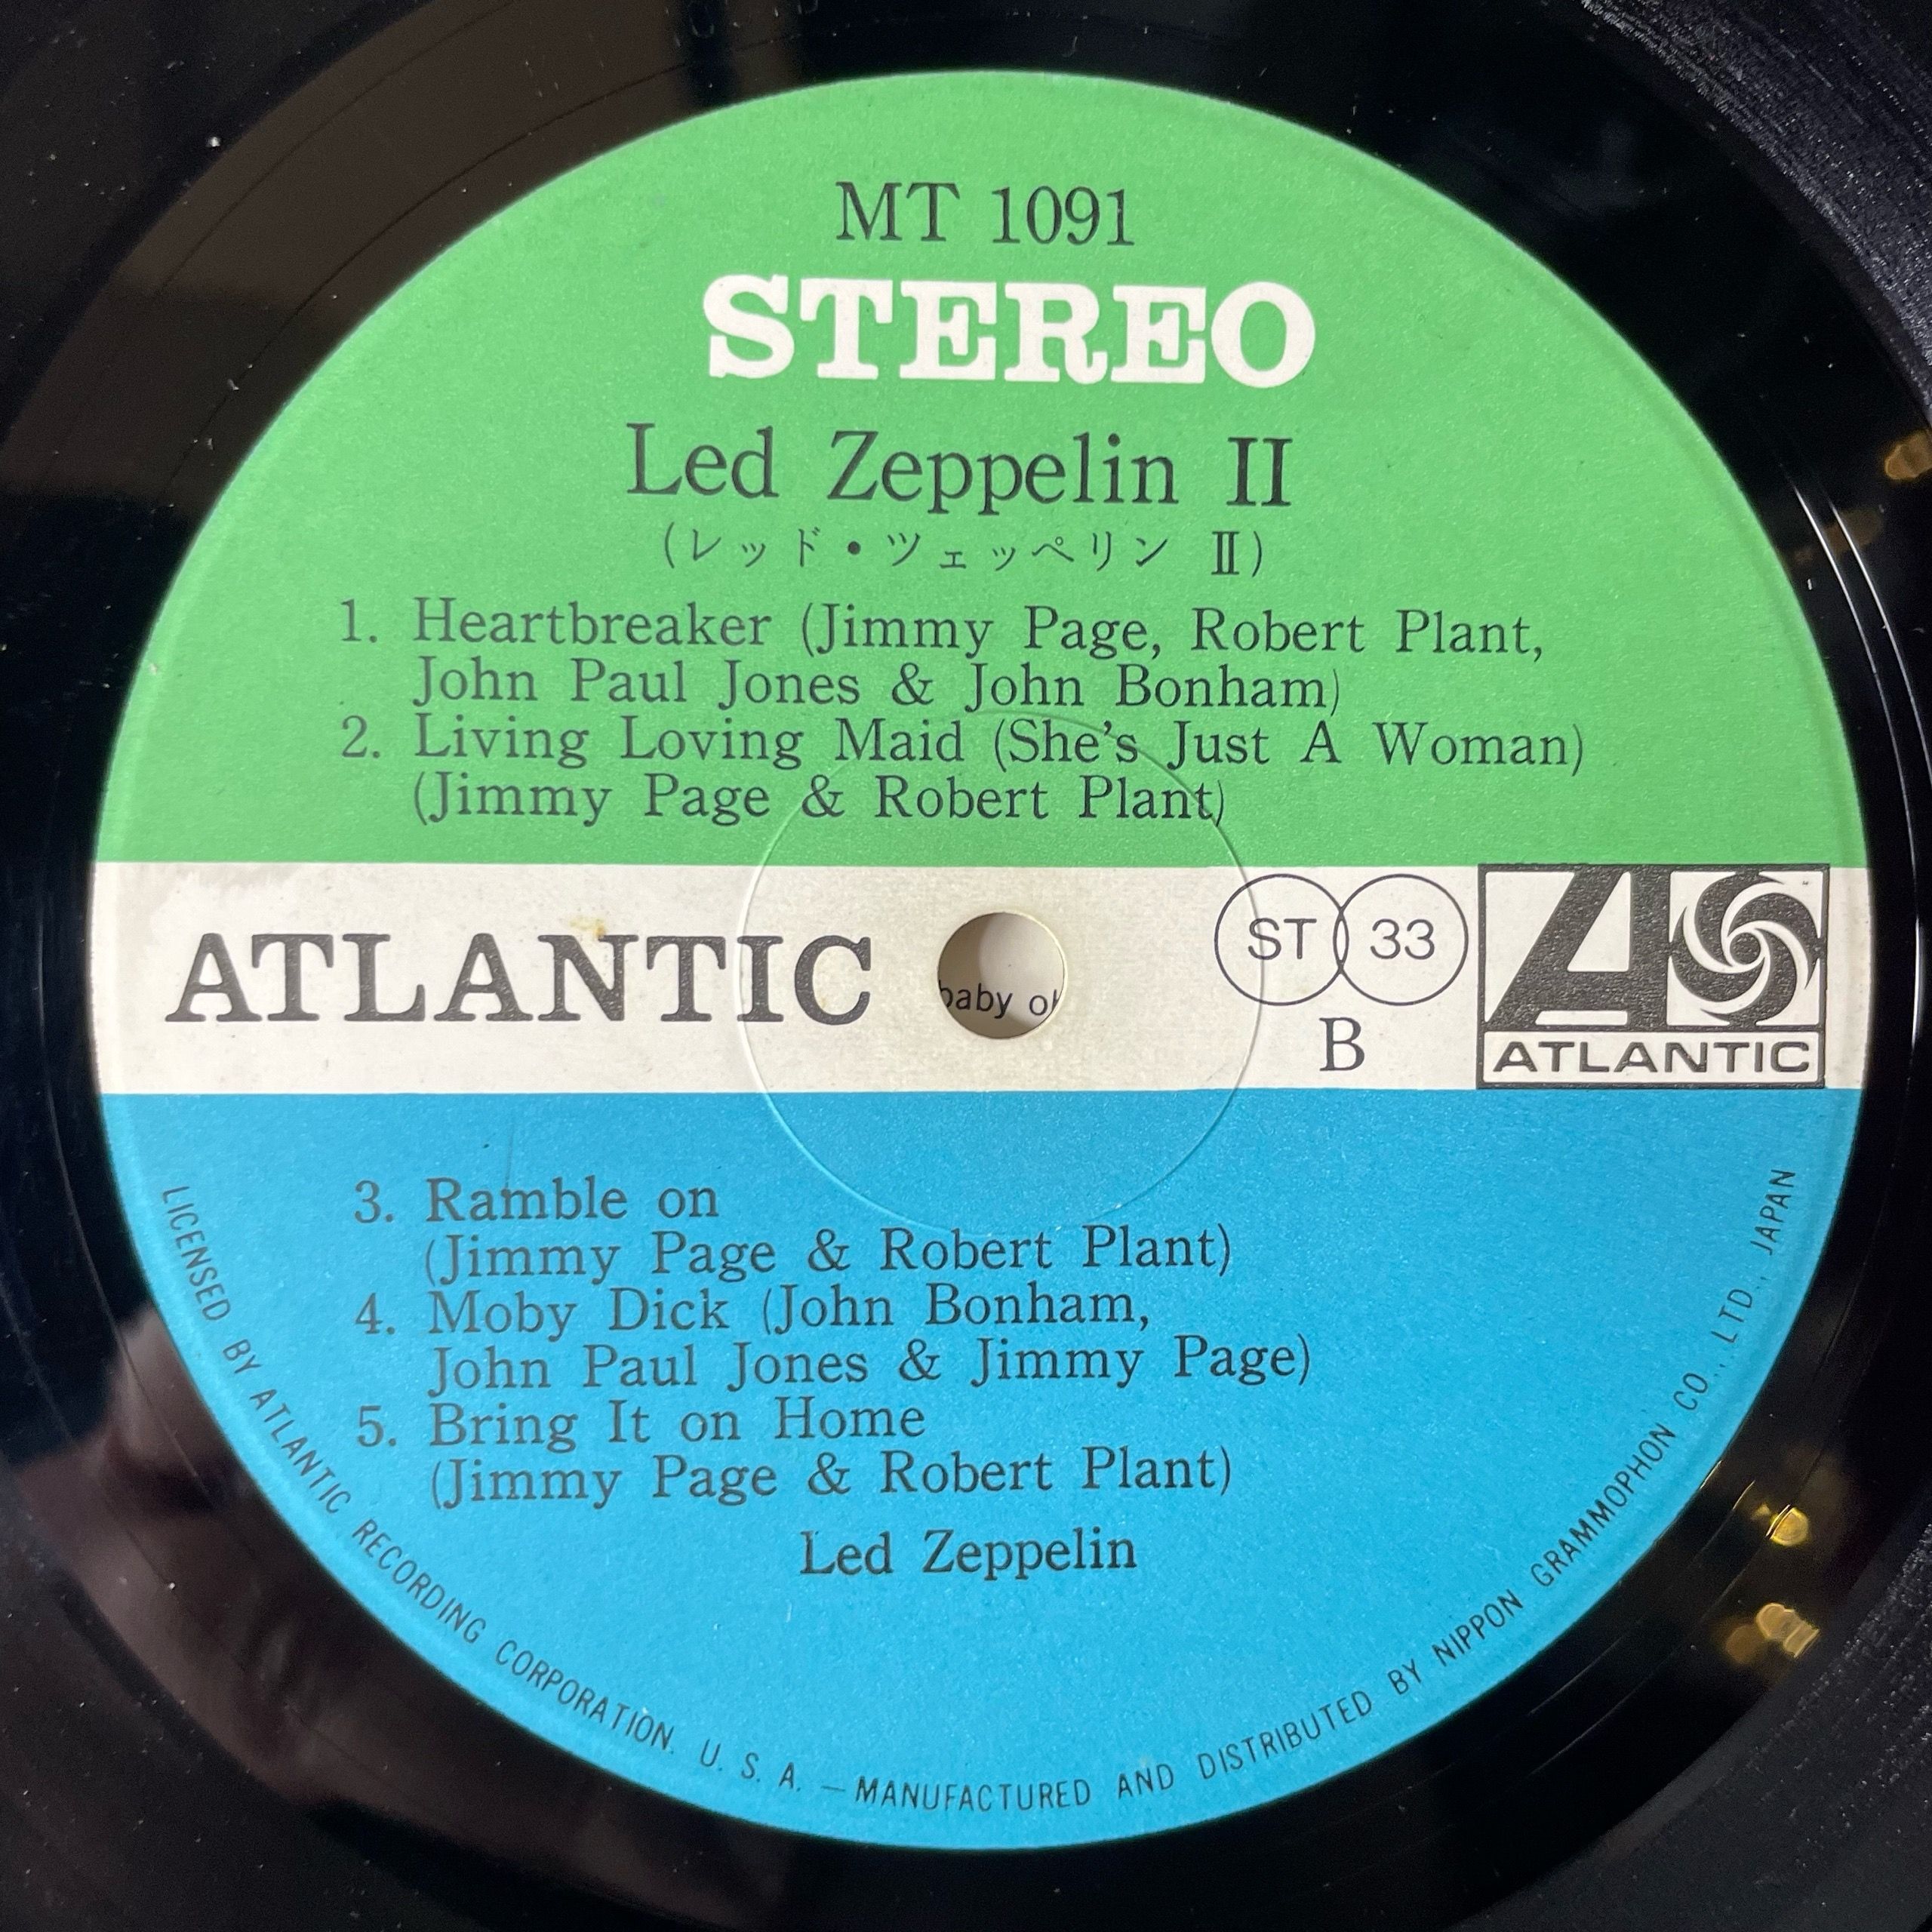 MT 1091
STEREO
Led Zeppelin II
(レッド・ツェッペリン Ⅱ)
1. Heartbreaker (Jimmy Page, Robert Plant,
John Paul Jones & John Bonham)
2. Living Loving Maid (She's Just A Woman)
(Jimmy Page & Robert Plant)
ATLANTIC
baby
ST 33
B
ATLANTIC
3. Ramble on
(Jimmy Page & Robert Plant)
4. Moby Dick (John Bonham,
John Paul Jones & Jimmy Page)
5. Bring It on Home
(Jimmy Page & Robert Plant)
Led Zeppelin
LICENSED BY ATLANTIC RECORDING CORPORATION. U. S. A. — MANUFACTURED AND DISTRIBUTED BY NIPPON GRAMMOPHON CO., LTD., JAPAN